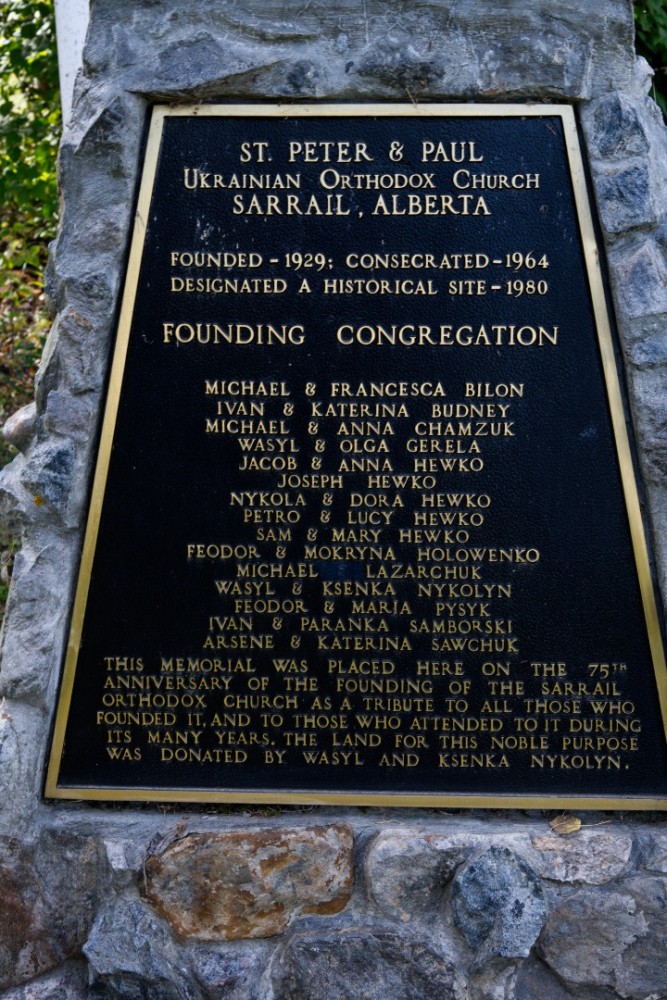 ST. PETER & PAUL
UKRAINIAN ORTHODOX CHURCH
SARRAIL, ALBERTA
FOUNDED - 1929; CONSECRATED - 1964
DESIGNATED A HISTORICAL SITE - 1980
FOUNDING CONGREGATION
MICHAEL & FRANCESCA BILON
IVAN & KATERINA BUDNEY
MICHAEL & ANNA CHAMZUK
WASYL & OLGA GERELA
JACOB & ANNA HEWKO
JOSEPH HEWKO
NYKOLA & DORA HEWKO
PETRO & LUCY HEWKO
SAM & MARY HEWKO
FEODOR & MOKRYNA HOLOWENKO
MICHAEL LAZARCHUK
WASYL & KSENKA NYKOLYN
FEODOR & MARIA PYSYK
IVAN & PARANKA SAMBORSKI
ARSENE & KATERINA SAWCHUK
THIS MEMORIAL WAS PLACED HERE ON THE 75TH
ANNIVERSARY OF THE FOUNDING OF THE SARRAIL
ORTHODOX CHURCH AS A TRIBUTE TO ALL THOSE WHO
FOUNDED IT, AND TO THOSE WHO ATTENDED TO IT DURING
ITS MANY YEARS. THE LAND FOR THIS NOBLE PURPOSE
WAS DONATED BY WASYL AND KSENKA NYKOLYN.